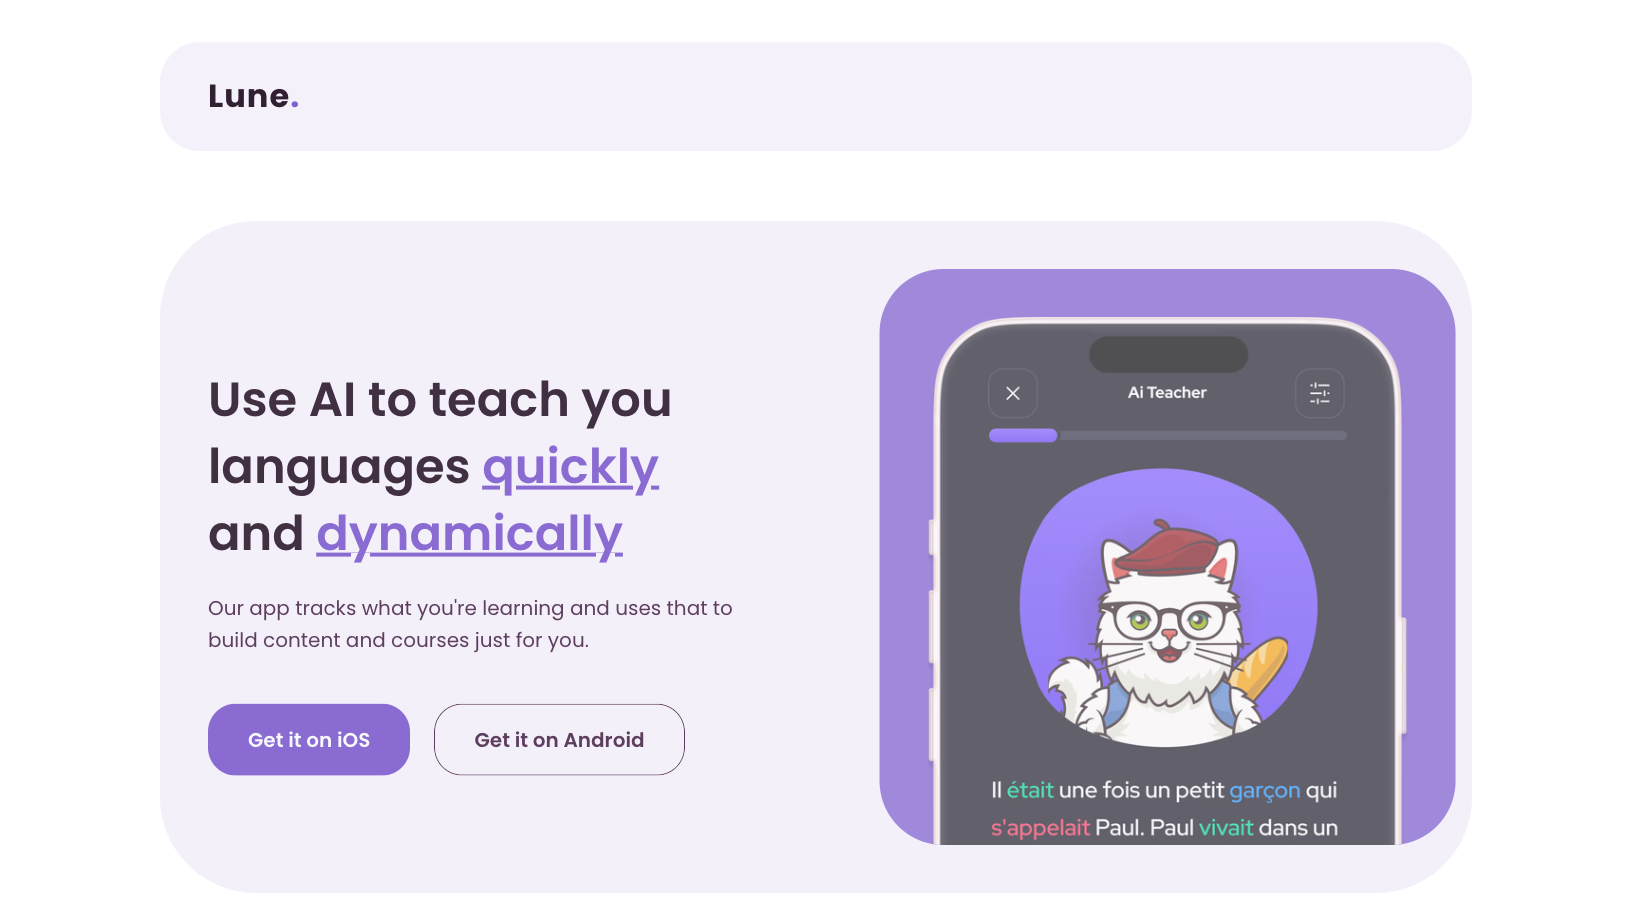 Lune.
Use AI to teach you
languages quickly
and dynamically
Our app tracks what you're learning and uses that to
build content and courses just for you.
Get it on iOS
Get it on Android
Ai Teacher
Il était une fois un petit garçon qui
s'appelait Paul. Paul vivait dans un